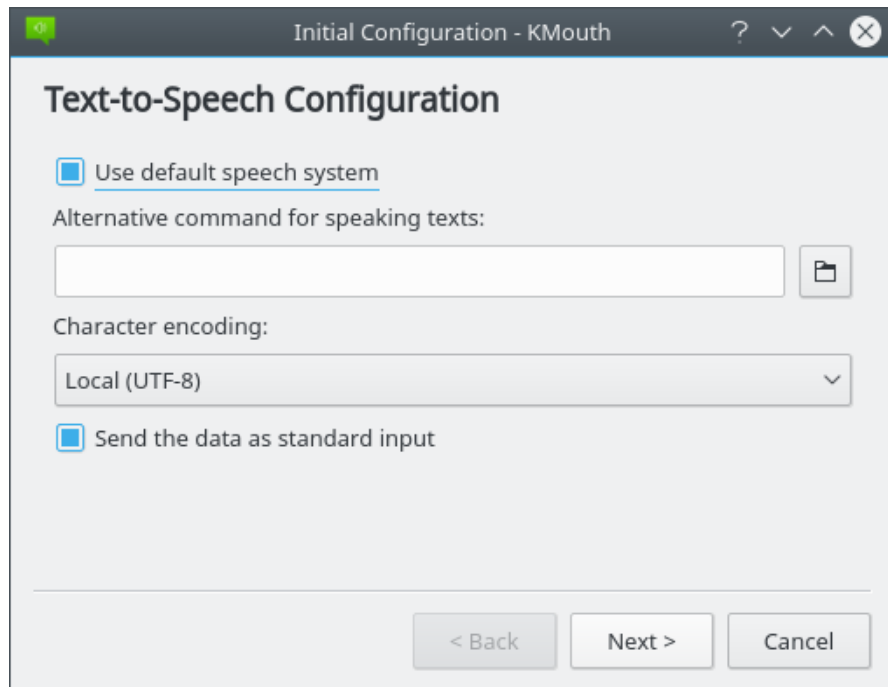 Initial Configuration - KMouth
Text-to-Speech Configuration
Use default speech system
Alternative command for speaking texts:
Character encoding:
Local (UTF-8)
Send the data as standard input
< Back Next > Cancel